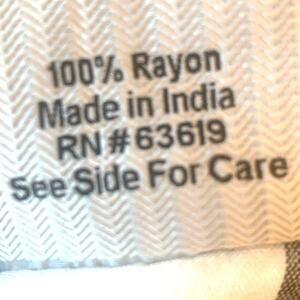 100% Rayon
Made in India
RN # 63619
See Side For Care